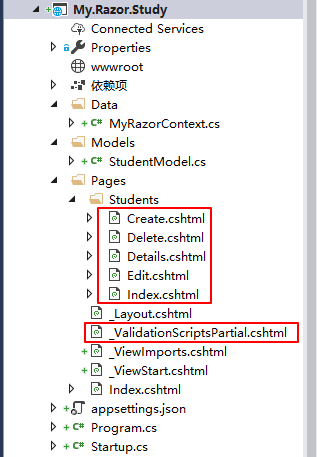 My.Razor.Study
Connected Services
Properties
wwwroot
依赖项
Data
MyRazorContext.cs
Models
StudentModel.cs
Pages
Students
Create.cshtml
Delete.cshtml
Details.cshtml
Edit.cshtml
Index.cshtml
_Layout.cshtml
_ValidationScriptsPartial.cshtml
_ViewImports.cshtml
_ViewStart.cshtml
Index.cshtml
appsettings.json
Program.cs
Startup.cs